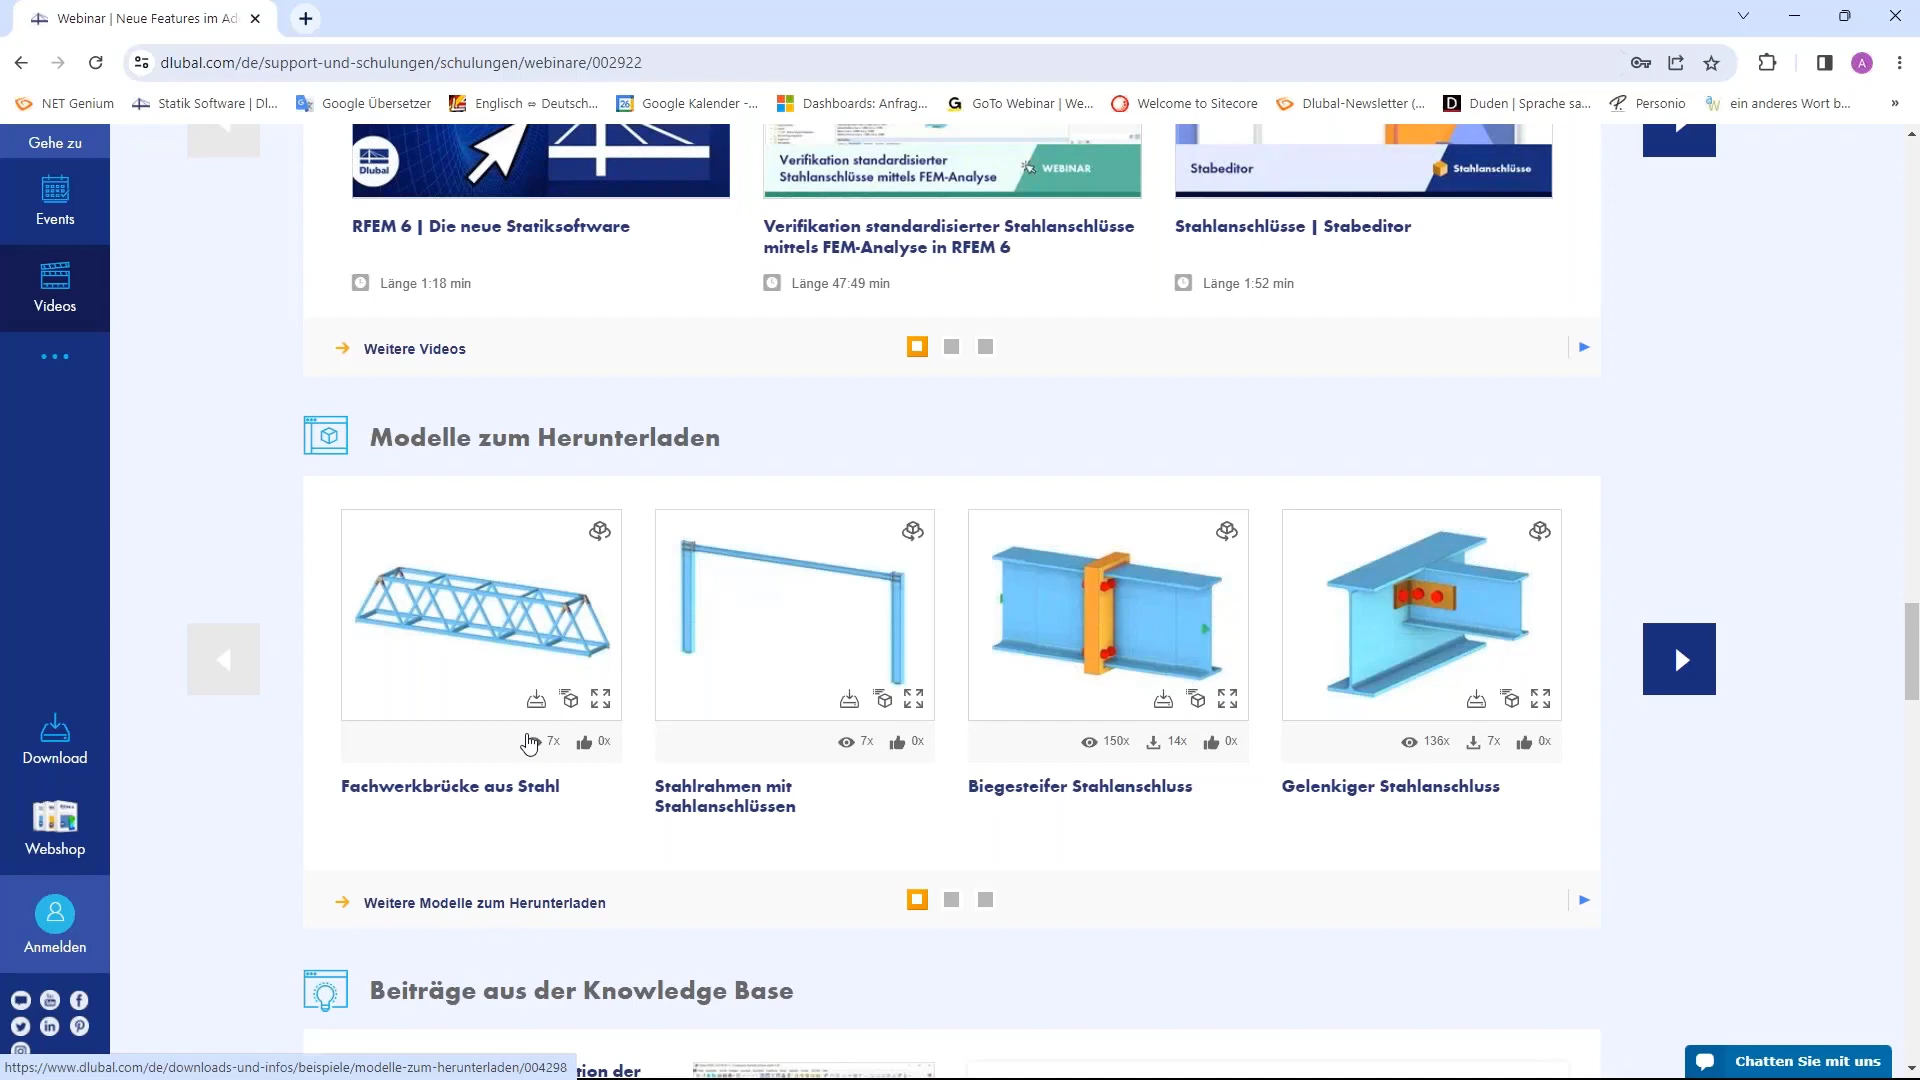 Webinar | Neue Features im Ad
dlubal.com/de/support-und-schulungen/schulungen/webinare/002922
A
NET Genium
Statik Software | Dl...
Google Übersetzer
Englisch ⇔ Deutsch...
26
Google Kalender -...
Dashboards: Anfrag...
G GoTo Webinar | We...
Welcome to Sitecore
Dlubal-Newsletter (...
D Duden | Sprache sa...
Personio
ein anderes Wort b...
»
Gehe zu
Events
Videos
Download
Webshop
Anmelden
Dlubal
Verifikation standardisierter
Stahlanschlüsse mittels FEM-Analyse
WEBINAR
Stabeditor
Stahlanschlüsse
RFEM 6 | Die neue Statiksoftware
Verifikation standardisierter Stahlanschlüsse
mittels FEM-Analyse in RFEM 6
Stahlanschlüsse | Stabeditor
Länge 1:18 min
Länge 47:49 min
Länge 1:52 min
Weitere Videos
Modelle zum Herunterladen
7x 0x
7x 0x
150x 14x 0x
136x 7x 0x
Fachwerkbrücke aus Stahl
Stahlrahmen mit
Stahlanschlüssen
Biegesteifer Stahlanschluss
Gelenkiger Stahlanschluss
Weitere Modelle zum Herunterladen
Beiträge aus der Knowledge Base
tion der
https://www.dlubal.com/de/downloads-und-infos/beispiele/modelle-zum-herunterladen/004298
Chatten Sie mit uns